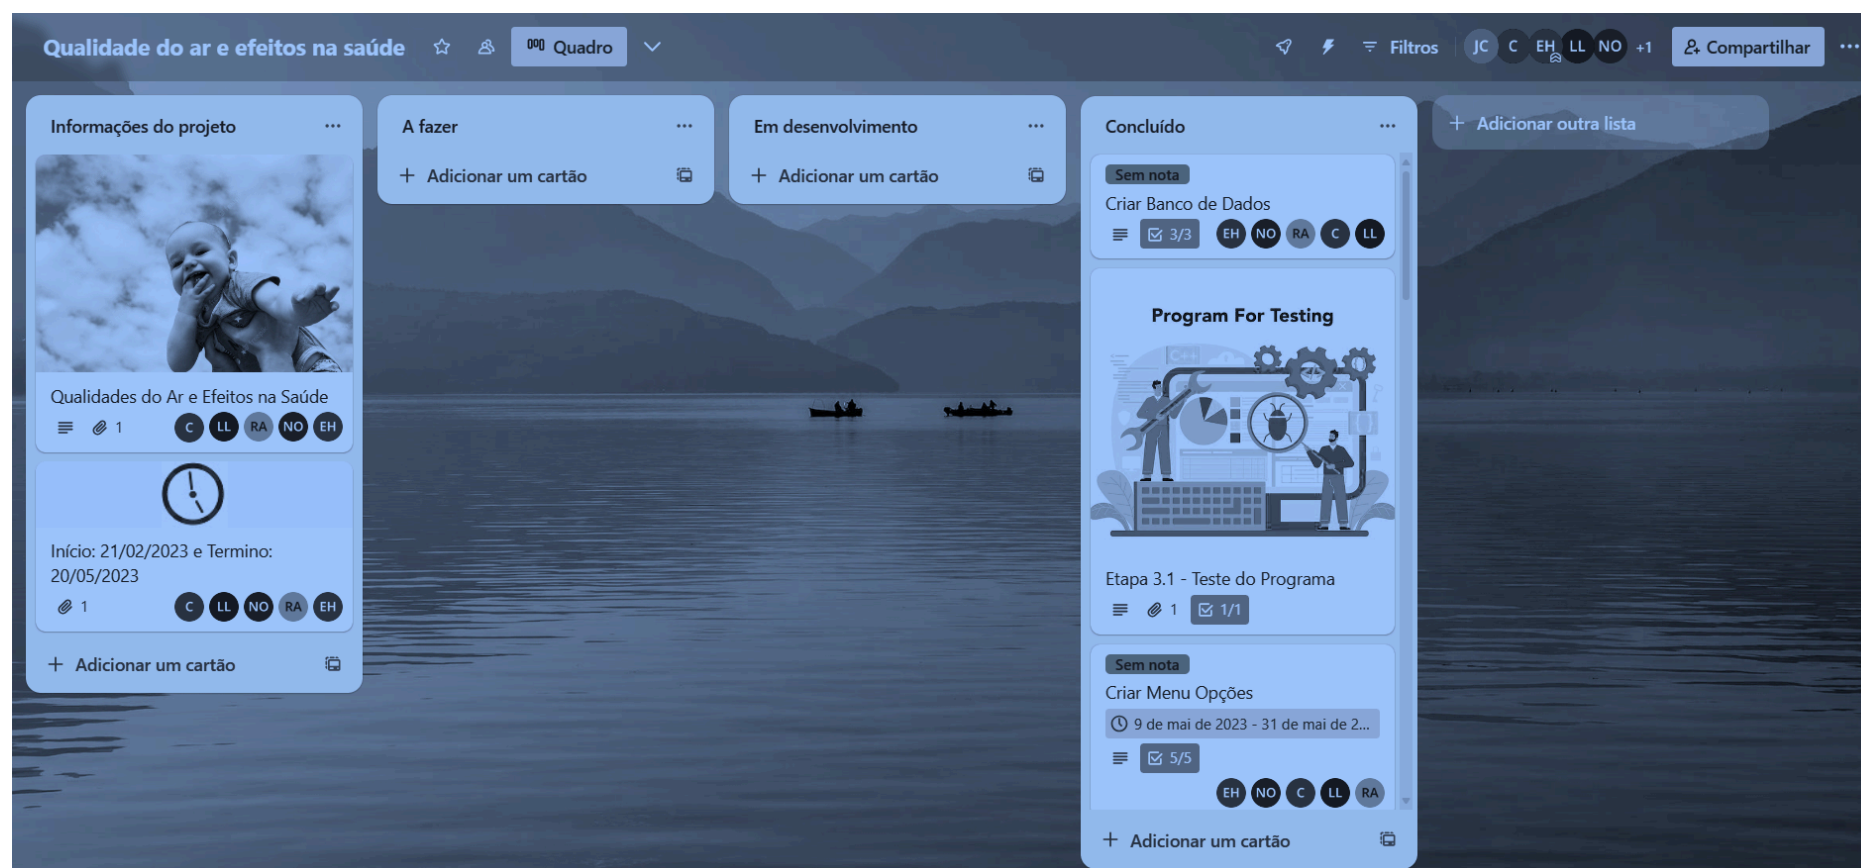 Qualidade do ar e efeitos na saúde
Quadro
Filtros
JC
C
EH
LL
NO
+1
Compartilhar
Informações do projeto
Qualidades do Ar e Efeitos na Saúde
1
C
LL
RA
NO
EH
Início: 21/02/2023 e Termino:
20/05/2023
1
C
LL
NO
RA
EH
+ Adicionar um cartão
A fazer
+ Adicionar um cartão
Em desenvolvimento
+ Adicionar um cartão
Concluído
Sem nota
Criar Banco de Dados
3/3
EH
NO
RA
C
LL
Program For Testing
C++
</>
Etapa 3.1 - Teste do Programa
1
1/1
Sem nota
Criar Menu Opções
9 de mai de 2023 - 31 de mai de 2...
5/5
EH
NO
C
LL
RA
+ Adicionar um cartão
+ Adicionar outra lista